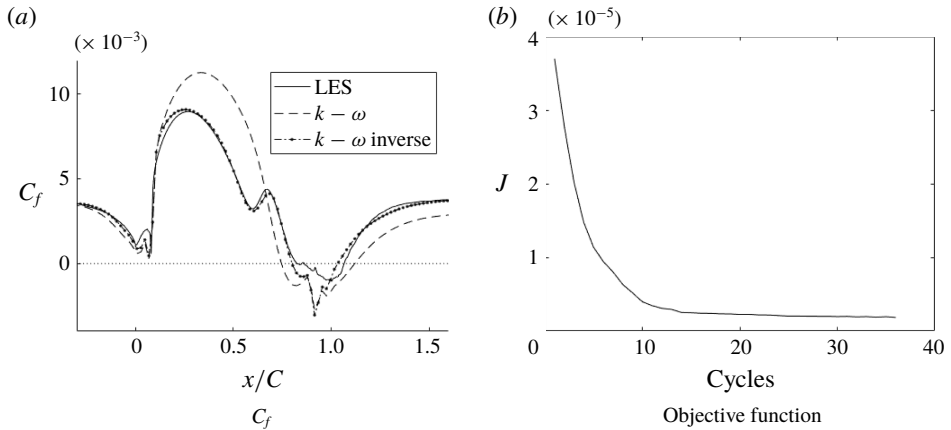 (a)
(× 10⁻³)
10
5
0
C_f
LES
k – ω
k – ω inverse
0
0.5
1.0
1.5
x/C
C_f
(b)
(× 10⁻⁵)
4
3
2
1
0
J
10
20
30
40
Cycles
Objective function